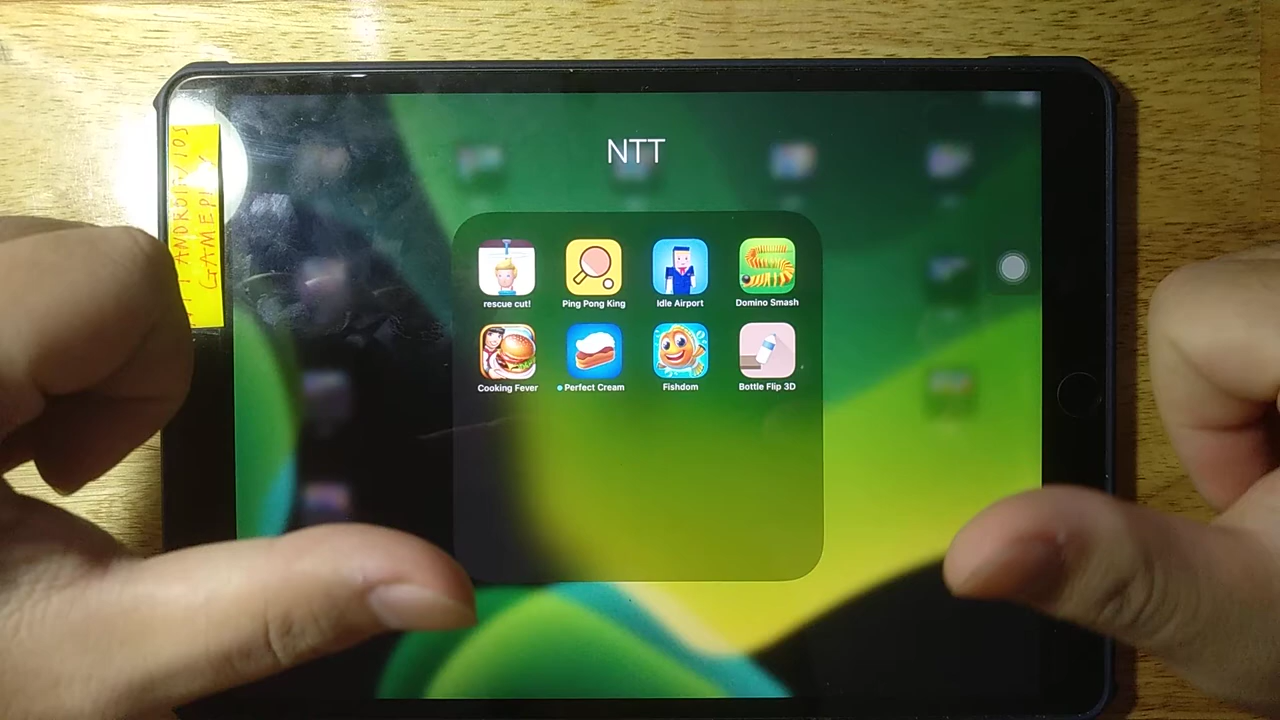 NTT
rescue cut!
Ping Pong King
Idle Airport
Domino Smash
Cooking Fever
Perfect Cream
Fishdom
Bottle Flip 3D
ANDROID/IOS